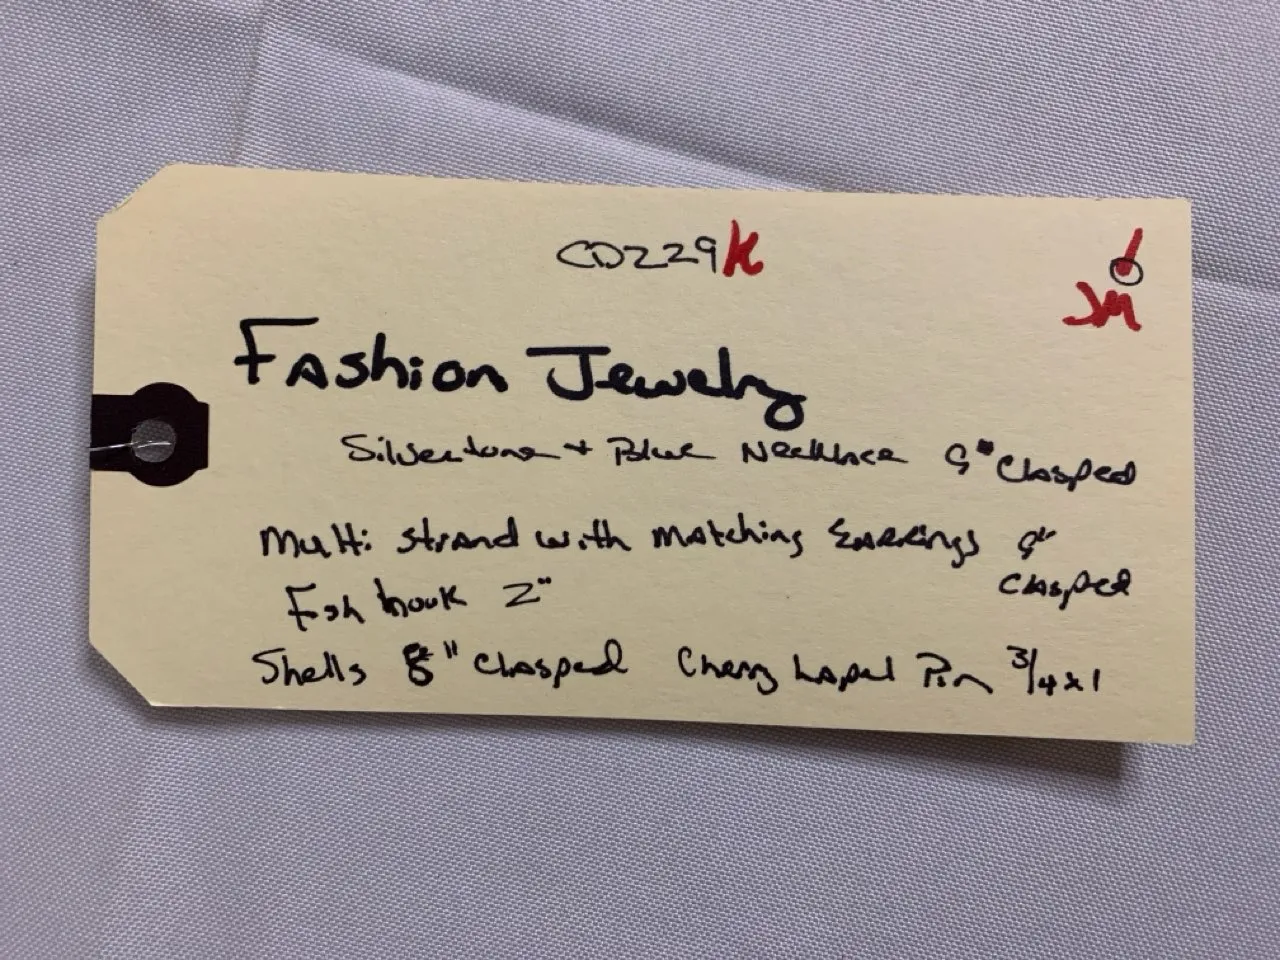 CD229K
JM
Fashion Jewelry
Silvertone + Blue Necklace 9" Clasped
Multi strand with matching Earrings 9"
Clasped
Fish hook 2"
Shells 8" Clasped Cherry Lapel Pin 3/4x1